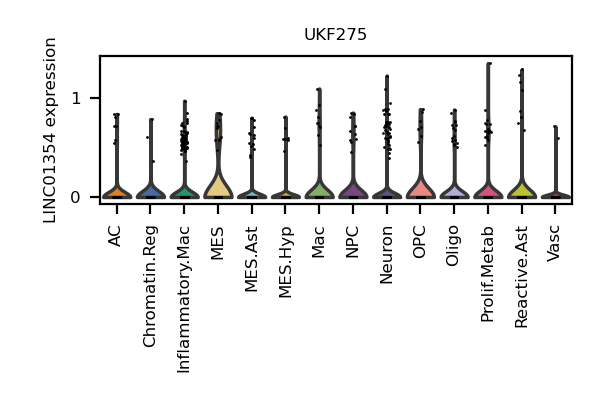 UKF275
LINC01354 expression
1
0
AC
Chromatin.Reg
Inflammatory.Mac
MES
MES.Ast
MES.Hyp
Mac
NPC
Neuron
OPC
Oligo
Prolif.Metab
Reactive.Ast
Vasc